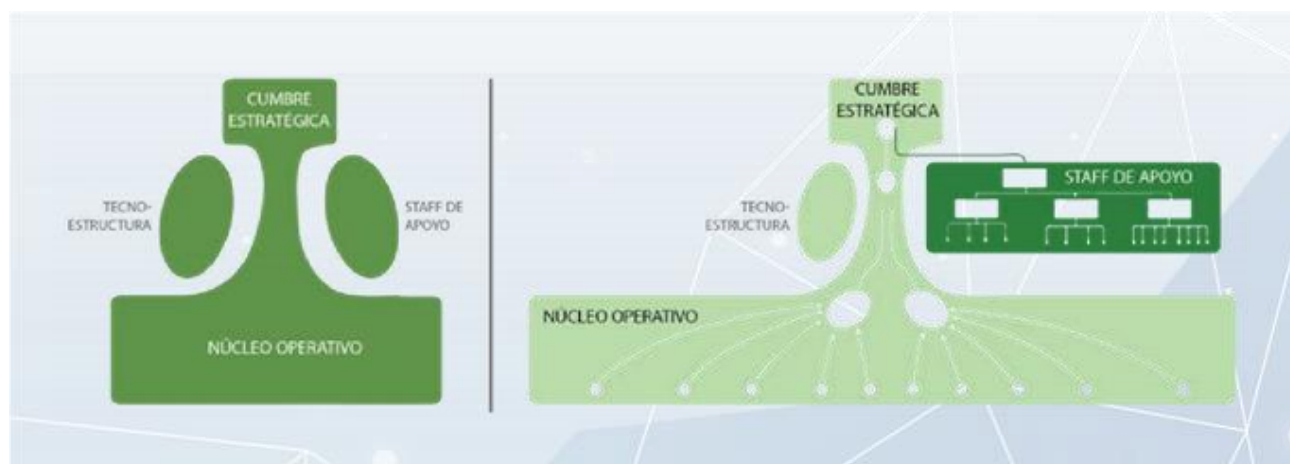 CUMBRE
ESTRATÉGICA
TECNO-
ESTRUCTURA
STAFF DE
APOYO
NÚCLEO OPERATIVO
CUMBRE
ESTRATÉGICA
TECNO-
ESTRUCTURA
STAFF DE APOYO
NÚCLEO OPERATIVO